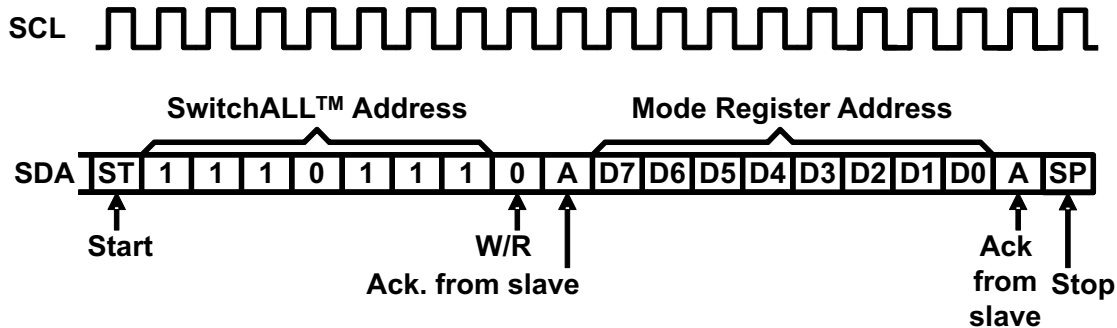 SCL
SwitchALL™ Address
Mode Register Address
SDA ST 1 1 1 0 1 1 1 0 A D7 D6 D5 D4 D3 D2 D1 D0 A SP
Start
W/R
Ack. from slave
Ack
from
slave
Stop